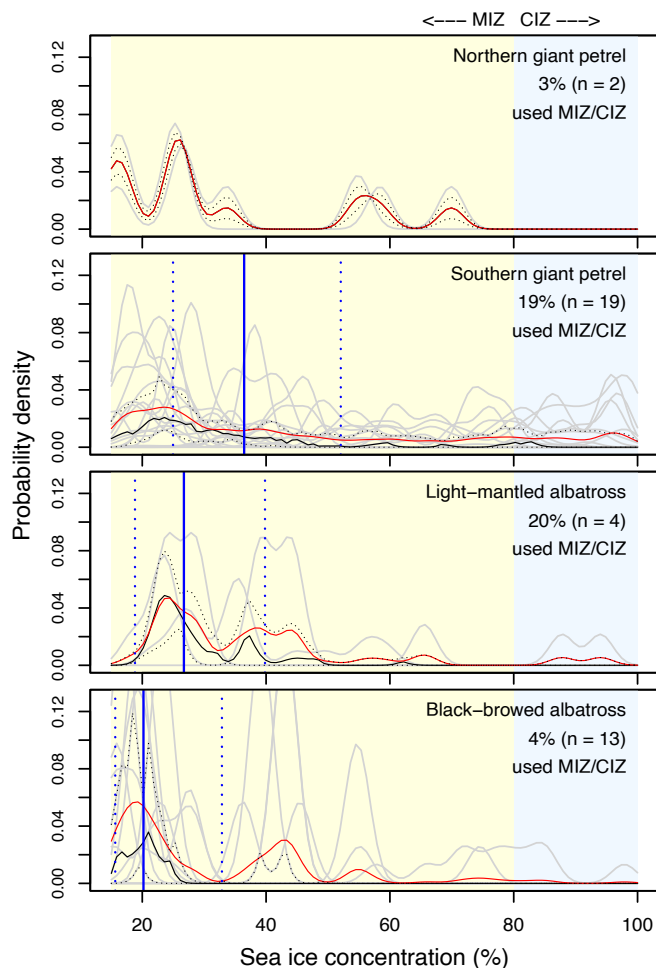 <−−− MIZ CIZ −−−>
Northern giant petrel
3% (n = 2)
used MIZ/CIZ
0.00 0.04 0.08 0.12
Southern giant petrel
19% (n = 19)
used MIZ/CIZ
0.00 0.04 0.08 0.12
Probability density
Light−mantled albatross
20% (n = 4)
used MIZ/CIZ
0.00 0.04 0.08 0.12
Black−browed albatross
4% (n = 13)
used MIZ/CIZ
0.00 0.04 0.08 0.12
20 40 60 80 100
Sea ice concentration (%)